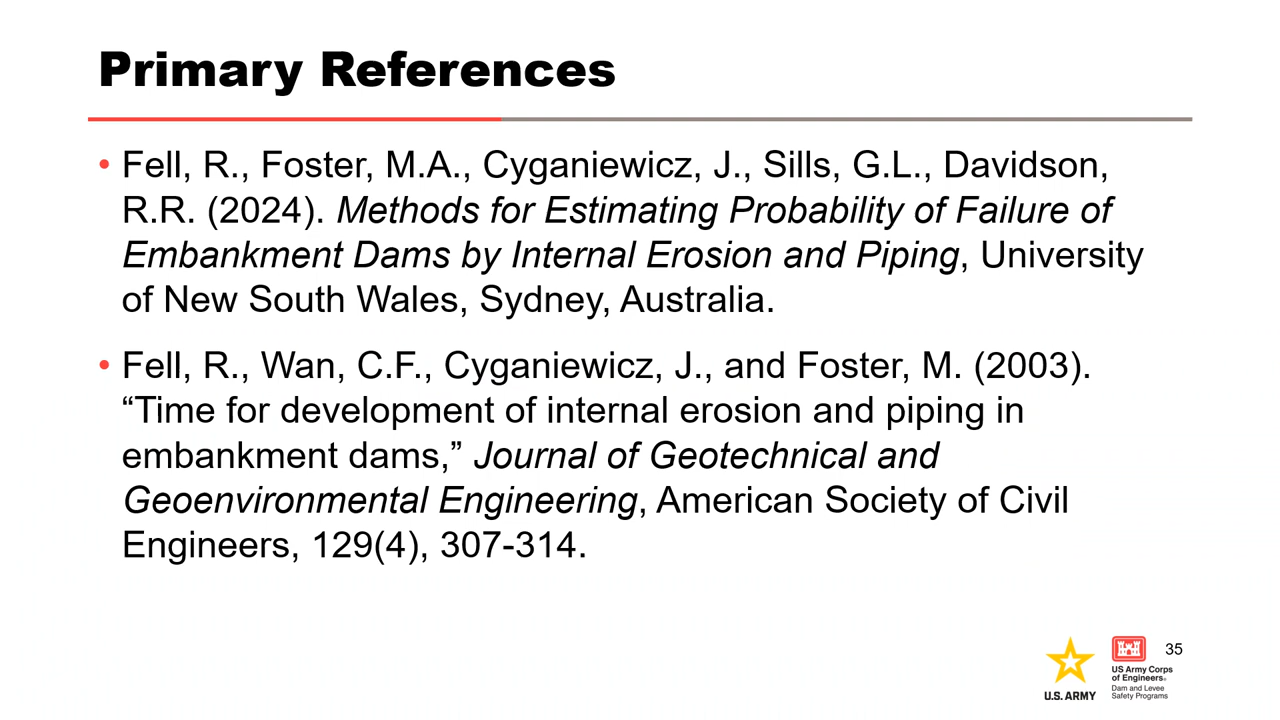 Primary References
• Fell, R., Foster, M.A., Cyganiewicz, J., Sills, G.L., Davidson,
R.R. (2024). Methods for Estimating Probability of Failure of
Embankment Dams by Internal Erosion and Piping, University
of New South Wales, Sydney, Australia.
• Fell, R., Wan, C.F., Cyganiewicz, J., and Foster, M. (2003).
“Time for development of internal erosion and piping in
embankment dams,” Journal of Geotechnical and
Geoenvironmental Engineering, American Society of Civil
Engineers, 129(4), 307-314.
35
U.S. ARMY
US Army Corps
of Engineers®
Dam and Levee
Safety Programs